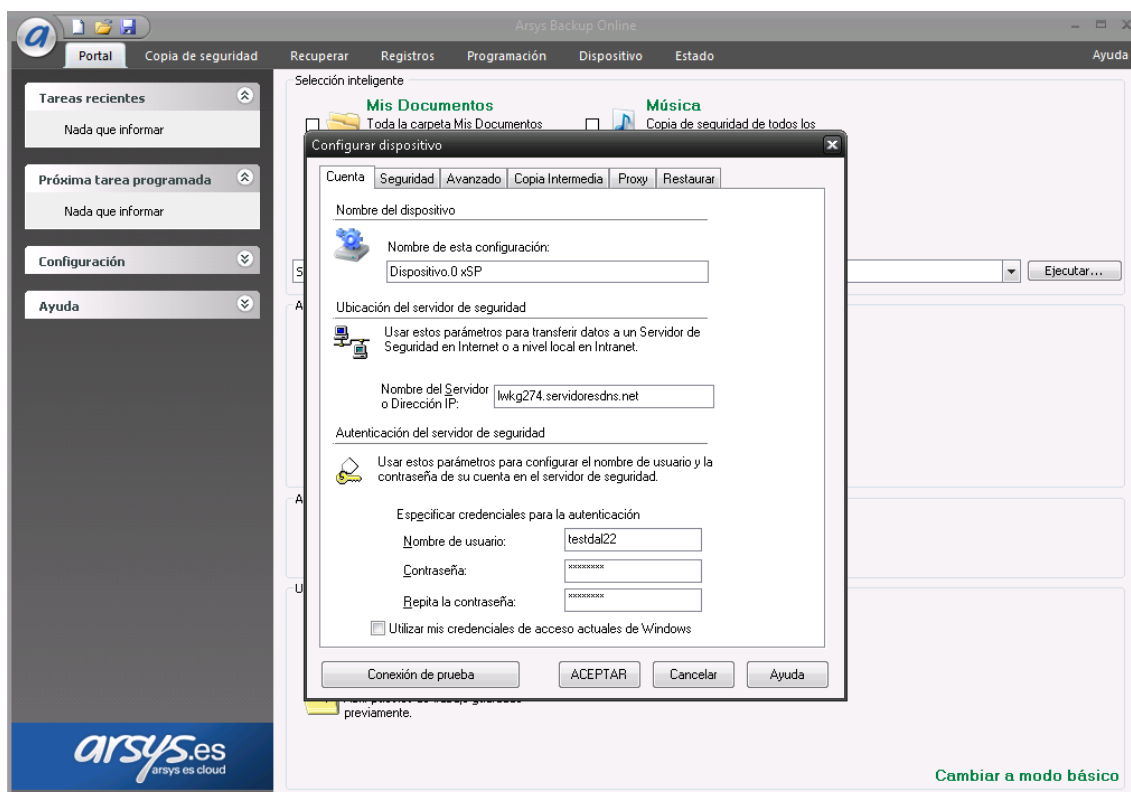 Arsys Backup Online
Portal
Copia de seguridad
Recuperar
Registros
Programación
Dispositivo
Estado
Ayuda
Tareas recientes
Nada que informar
Próxima tarea programada
Nada que informar
Configuración
Ayuda
arsys.es
arsys es cloud
Selección inteligente
Mis Documentos
Toda la carpeta Mis Documentos
Música
Copia de seguridad de todos los
S
Ejecutar...
A
A
U
previamente.
Cambiar a modo básico
Configurar dispositivo
Cuenta
Seguridad
Avanzado
Copia Intermedia
Proxy
Restaurar
Nombre del dispositivo
Nombre de esta configuración:
Dispositivo.0 xSP
Ubicación del servidor de seguridad
Usar estos parámetros para transferir datos a un Servidor de
Seguridad en Internet o a nivel local en Intranet.
Nombre del Servidor
o Dirección IP:
lwkg274.servidoresdns.net
Autenticación del servidor de seguridad
Usar estos parámetros para configurar el nombre de usuario y la
contraseña de su cuenta en el servidor de seguridad.
Especificar credenciales para la autenticación
Nombre de usuario:
testdal22
Contraseña:
xxxxxxxx
Repita la contraseña:
xxxxxxxx
Utilizar mis credenciales de acceso actuales de Windows
Conexión de prueba
ACEPTAR
Cancelar
Ayuda